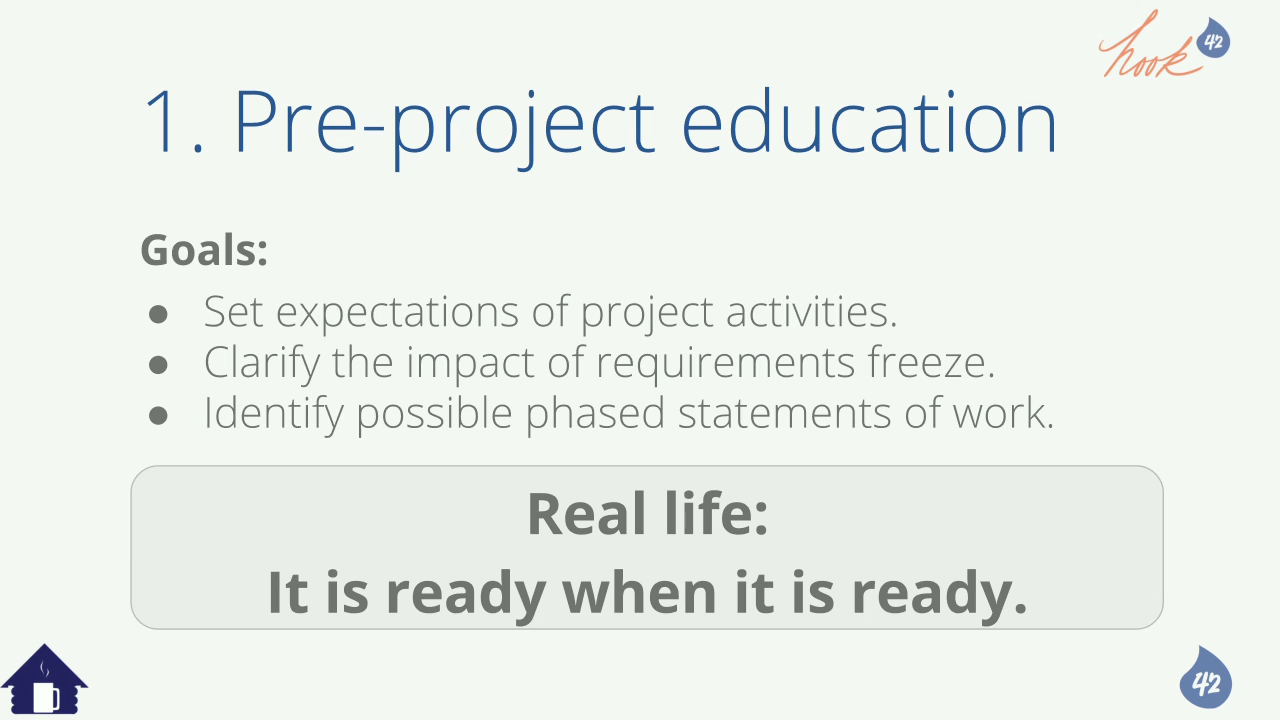 hook 42
1. Pre-project education
Goals:
● Set expectations of project activities.
● Clarify the impact of requirements freeze.
● Identify possible phased statements of work.
Real life:
It is ready when it is ready.
42